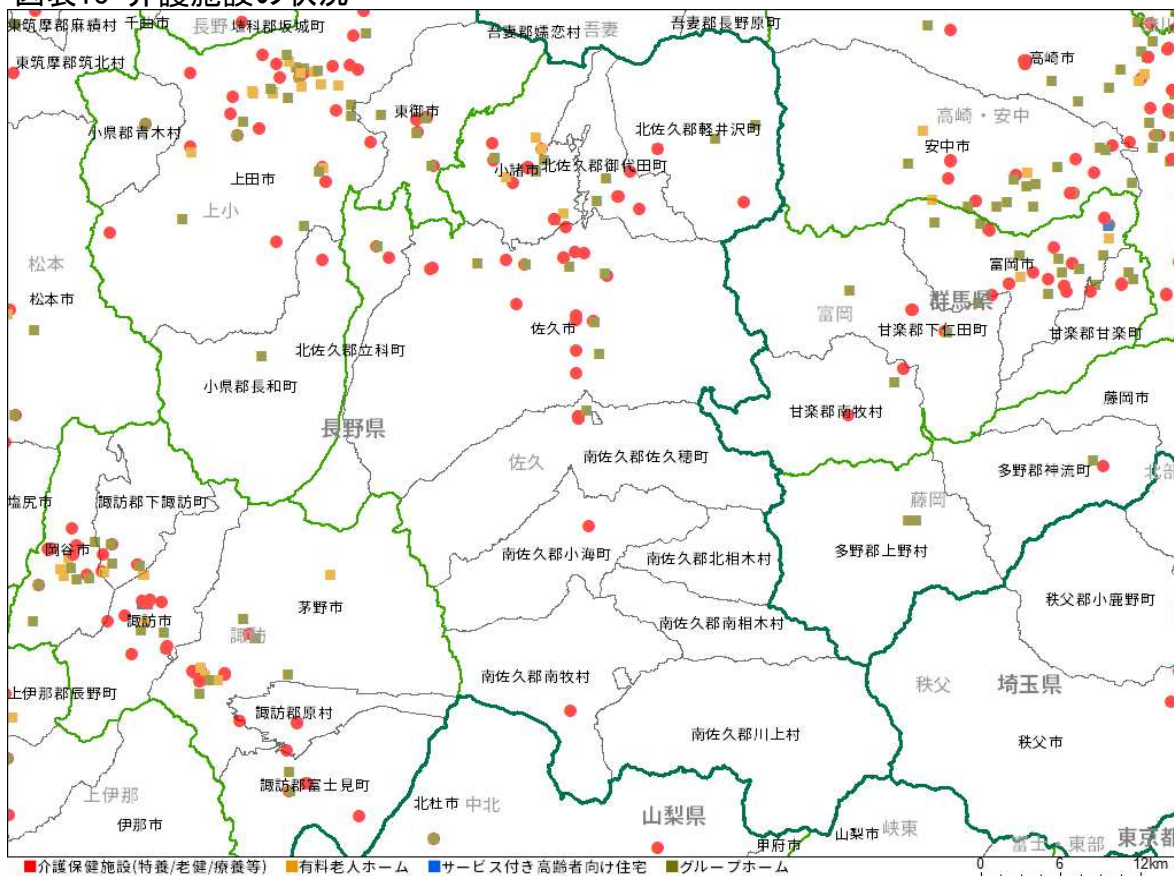 図表10 介護施設の状況
東筑摩郡麻績村
千曲市
長野
埴科郡坂城町
吾妻郡嬬恋村
吾妻
吾妻郡長野原町
東筑摩郡筑北村
高崎市
東御市
小県郡青木村
北佐久郡軽井沢町
高崎・安中
安中市
上田市
小諸市
北佐久郡御代田町
上小
松本
松本市
富岡市
富岡
群馬県
甘楽郡下仁田町
甘楽郡甘楽町
佐久市
北佐久郡立科町
小県郡長和町
甘楽郡南牧村
藤岡市
長野県
佐久
南佐久郡佐久穂町
多野郡神流町
北部
塩尻市
諏訪郡下諏訪町
藤岡
岡谷市
南佐久郡小海町
南佐久郡北相木村
多野郡上野村
茅野市
秩父郡小鹿野町
諏訪市
諏訪
南佐久郡南相木村
南佐久郡南牧村
秩父
埼玉県
上伊那郡辰野町
諏訪郡原村
南佐久郡川上村
秩父市
諏訪郡富士見町
上伊那
伊那市
北杜市
中北
山梨県
甲府市
山梨市
峡東
富士・東部
東京都
介護保健施設(特養/老健/療養等)
有料老人ホーム
サービス付き高齢者向け住宅
グループホーム
0 6 12km